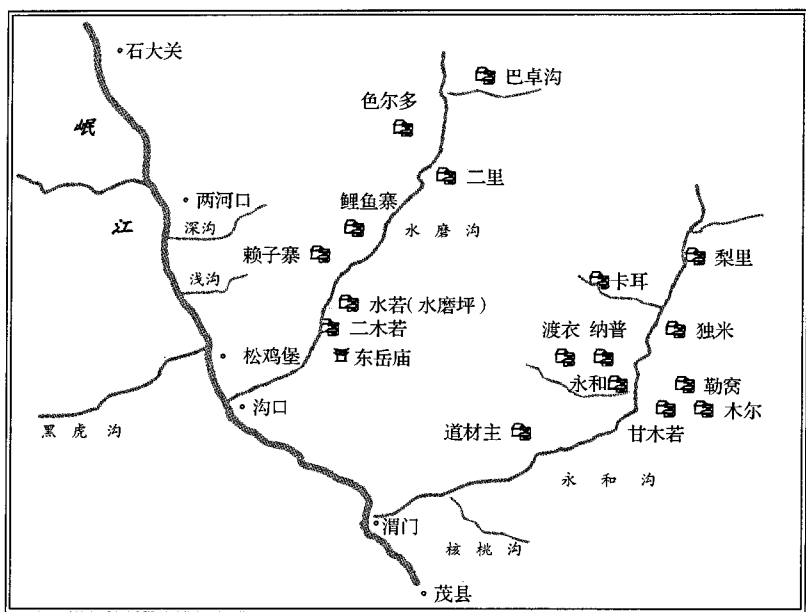 石大关
巴卓沟
色尔多
岷
二里
两河口
鲤鱼寨
江
深沟
水磨沟
赖子寨
梨里
浅沟
卡耳
水若(水磨坪)
二木若
渡衣 纳普
独米
松鸡堡
东岳庙
永和
勒窝
沟口
黑虎沟
道材主
甘木若
木尔
永和沟
渭门
核桃沟
茂县